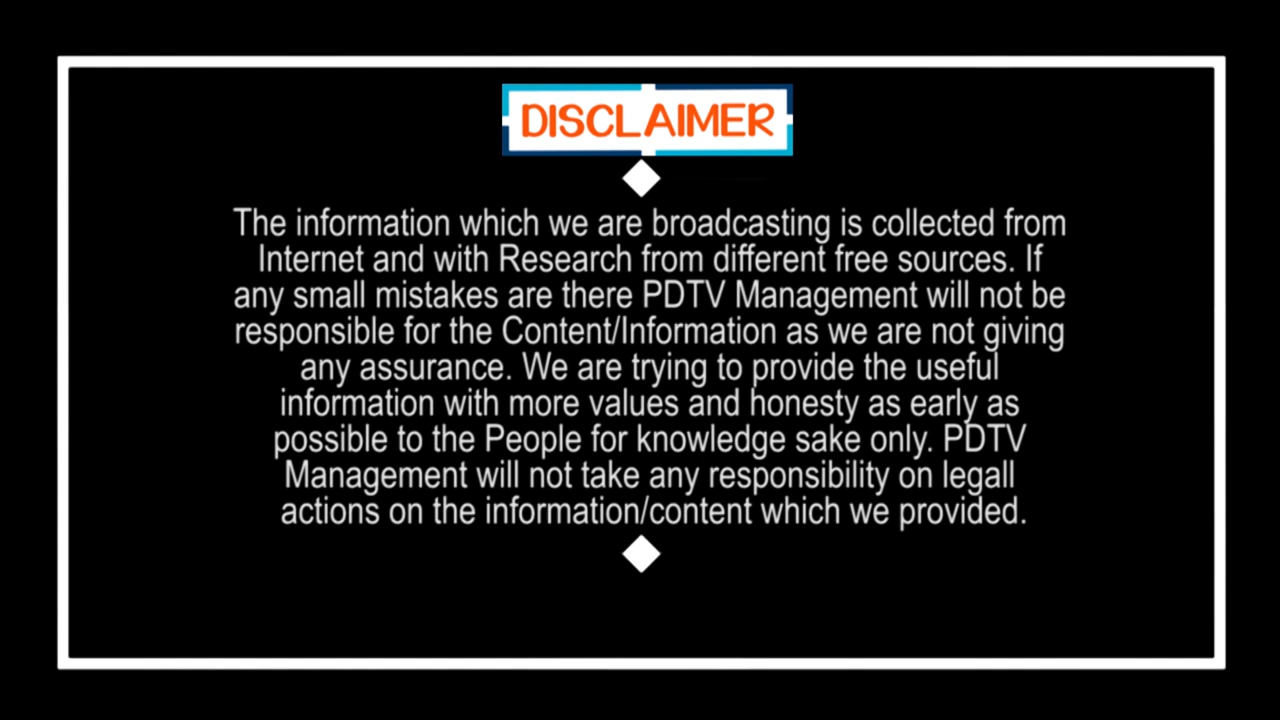 DISCLAIMER
The information which we are broadcasting is collected from
Internet and with Research from different free sources. If
any small mistakes are there PDTV Management will not be
responsible for the Content/Information as we are not giving
any assurance. We are trying to provide the useful
information with more values and honesty as early as
possible to the People for knowledge sake only. PDTV
Management will not take any responsibility on legall
actions on the information/content which we provided.